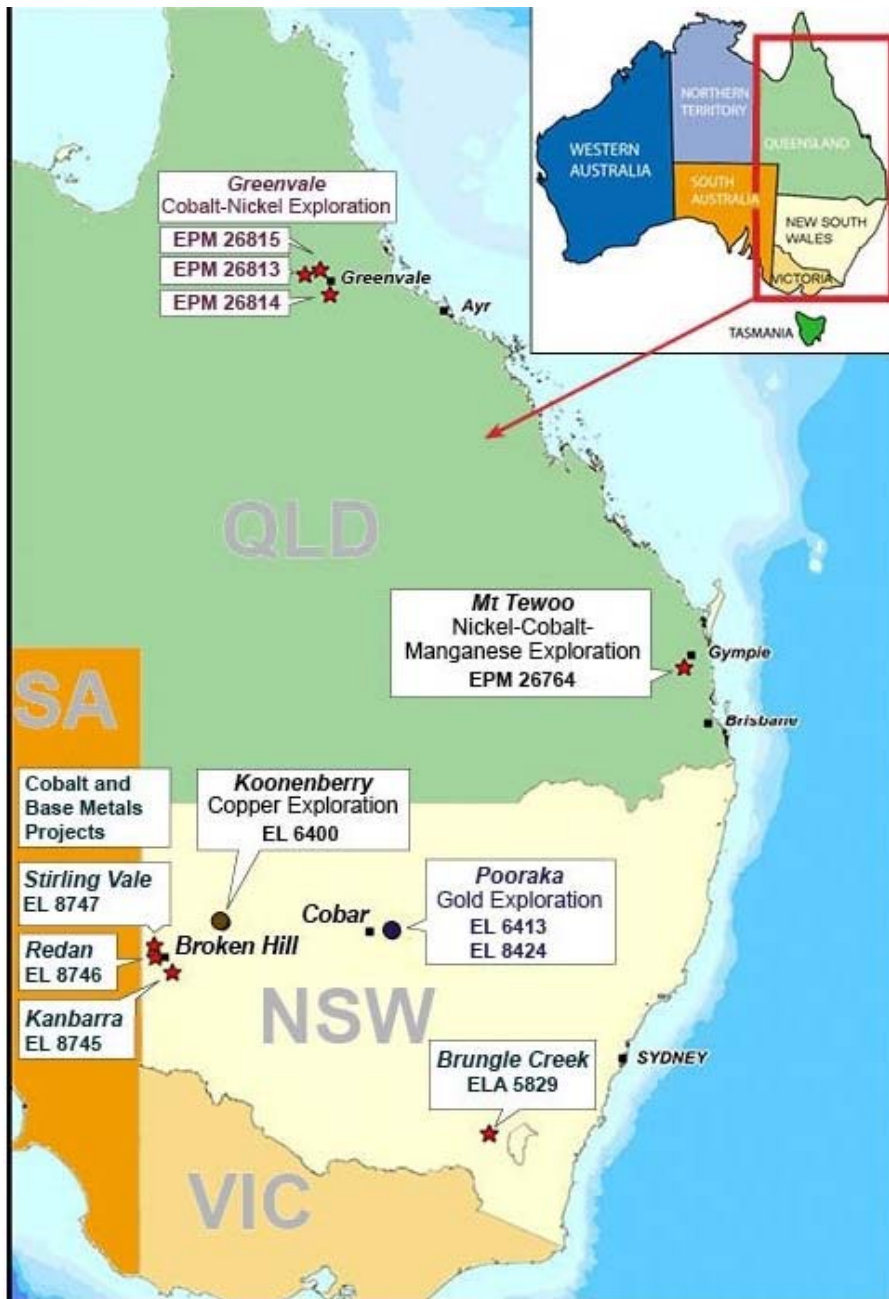 NORTHERN
TERRITORY
QUEENSLAND
WESTERN
AUSTRALIA
SOUTH
AUSTRALIA
NEW SOUTH
WALES
VICTORIA
TASMANIA
Greenvale
Cobalt-Nickel Exploration
EPM 26815
EPM 26813
EPM 26814
Greenvale
Ayr
QLD
Mt Tewoo
Nickel-Cobalt-
Manganese Exploration
EPM 26764
Gympie
Brisbane
SA
Cobalt and
Base Metals
Projects
Koonenberry
Copper Exploration
EL 6400
Stirling Vale
EL 8747
Redan
EL 8746
Kanbarra
EL 8745
Broken Hill
Cobar
Pooraka
Gold Exploration
EL 6413
EL 8424
NSW
Brungle Creek
ELA 5829
SYDNEY
VIC